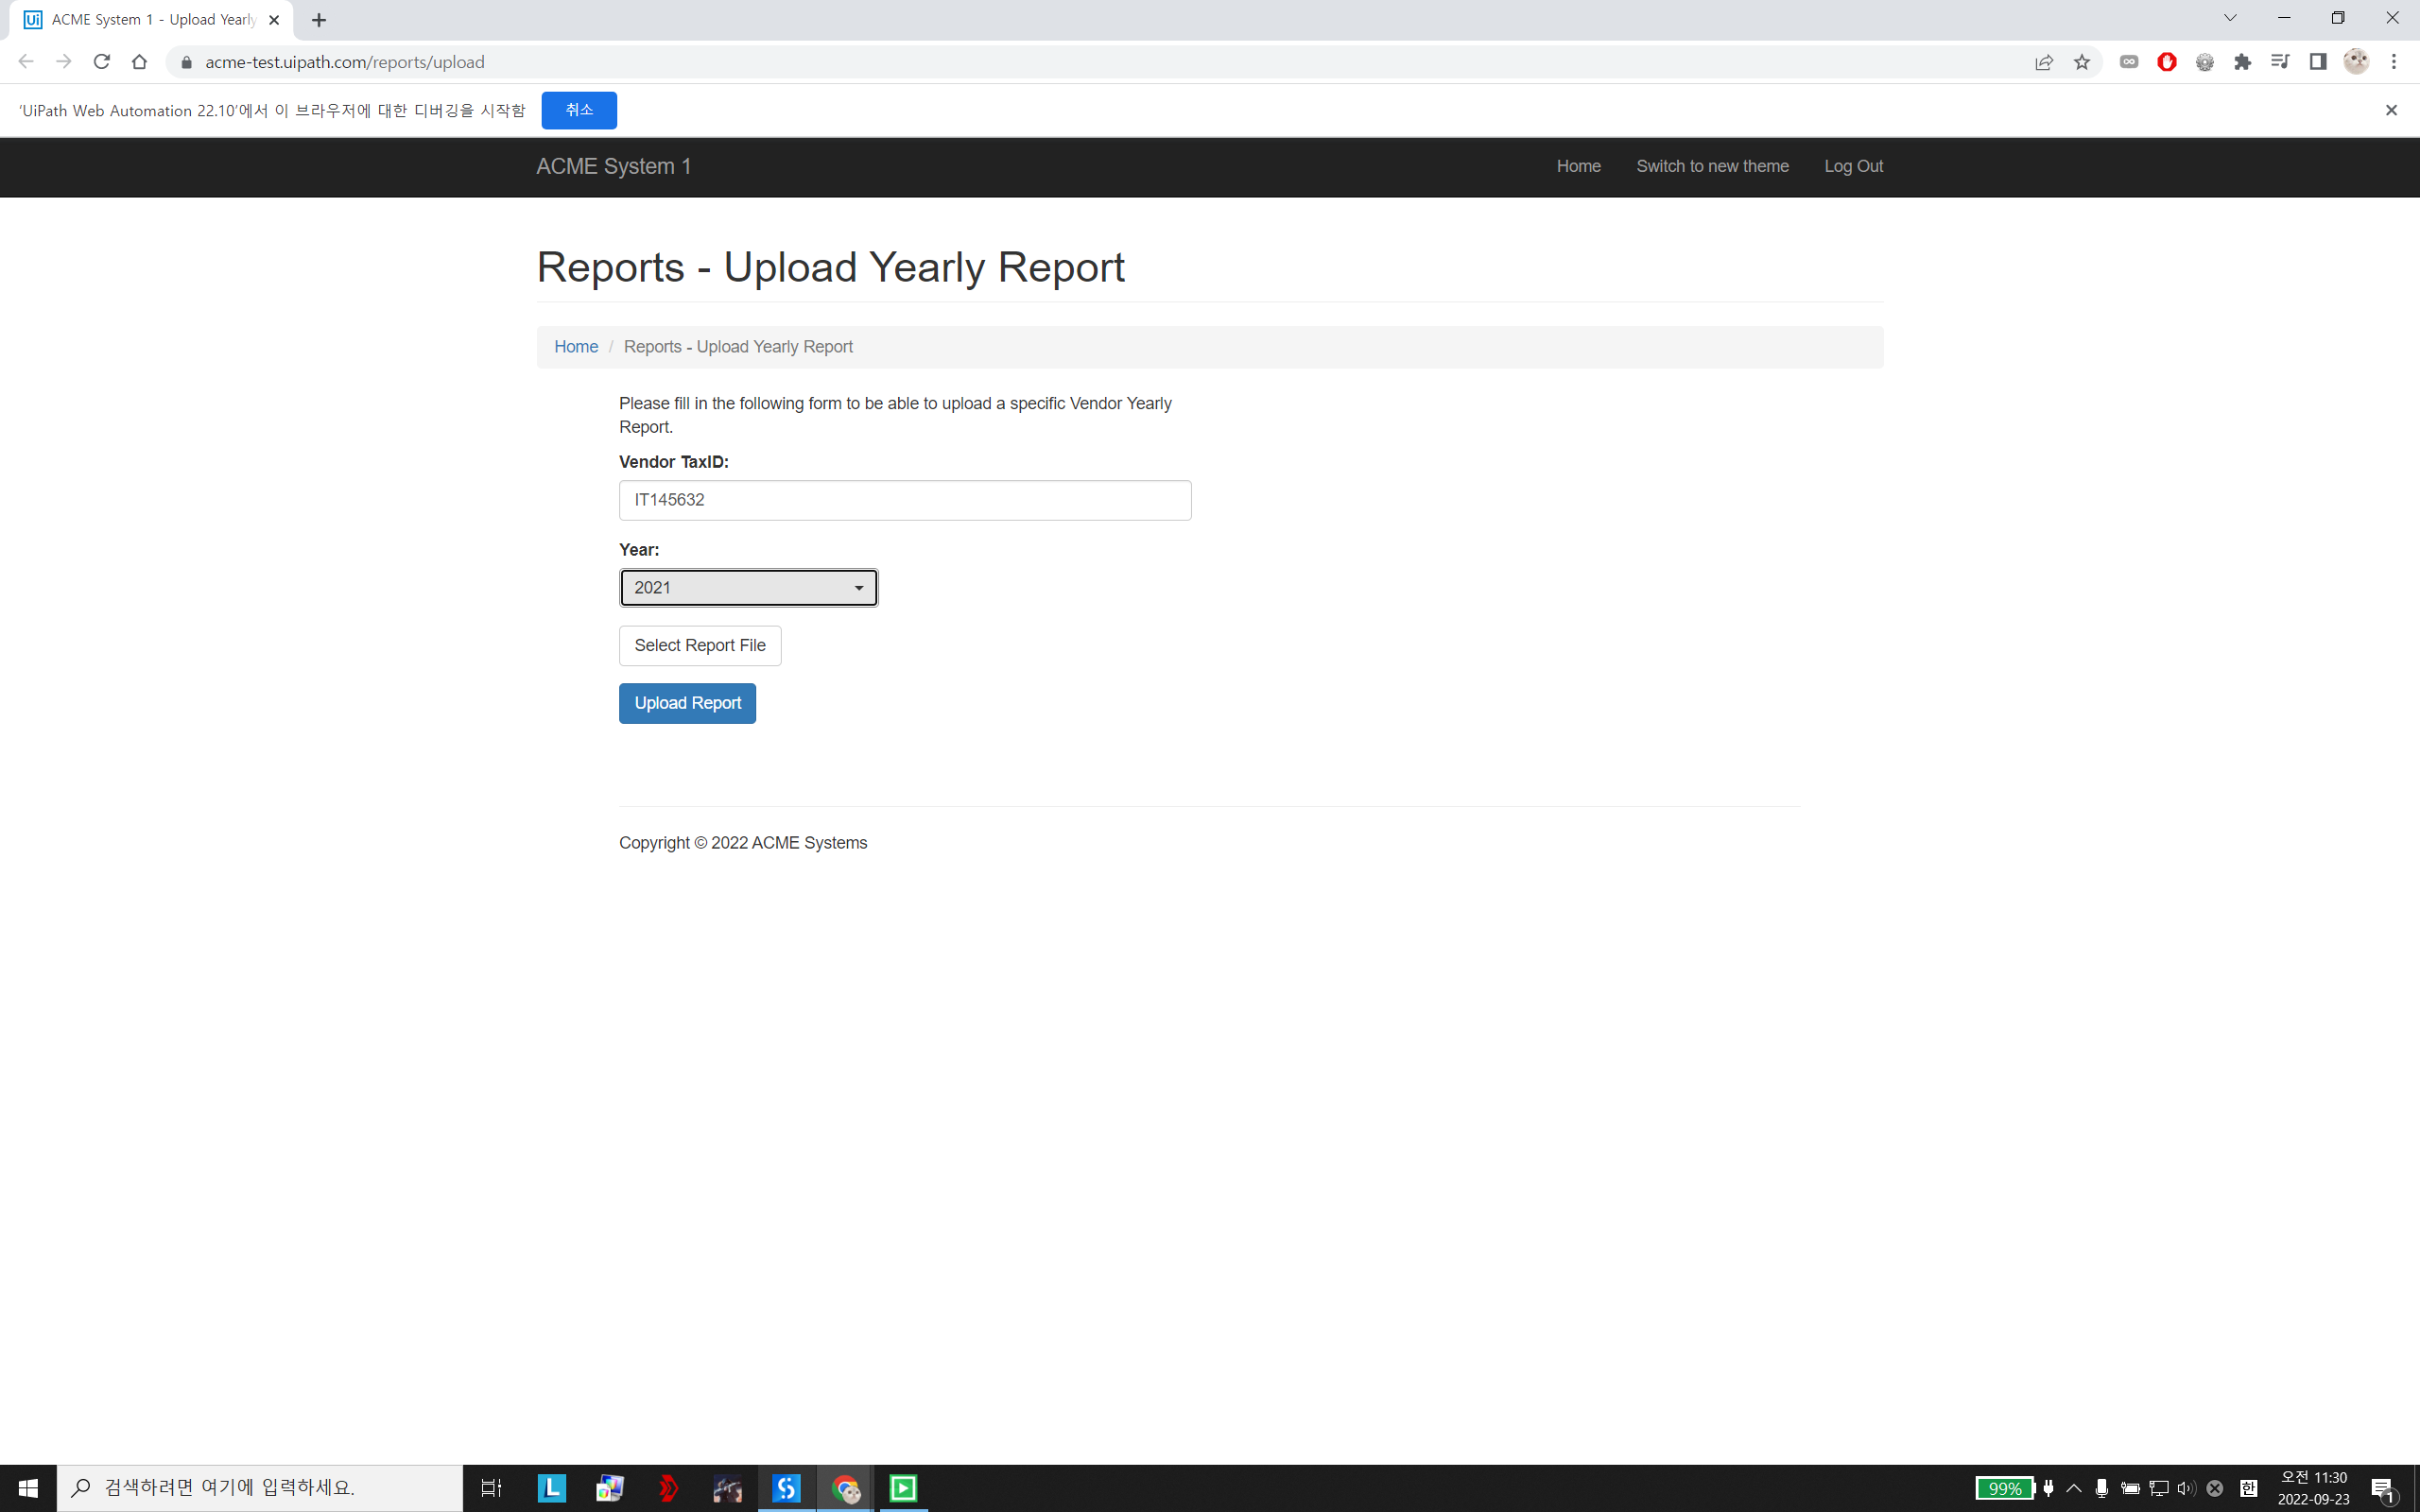 Ui ACME System 1 - Upload Yearly
acme-test.uipath.com/reports/upload
'UiPath Web Automation 22.10'에서 이 브라우저에 대한 디버깅을 시작함 취소
ACME System 1 Home Switch to new theme Log Out
Reports - Upload Yearly Report
Home / Reports - Upload Yearly Report
Please fill in the following form to be able to upload a specific Vendor Yearly
Report.
Vendor TaxID:
IT145632
Year:
2021
Select Report File
Upload Report
Copyright © 2022 ACME Systems
검색하려면 여기에 입력하세요.
L
99%
한
오전 11:30
2022-09-23
1